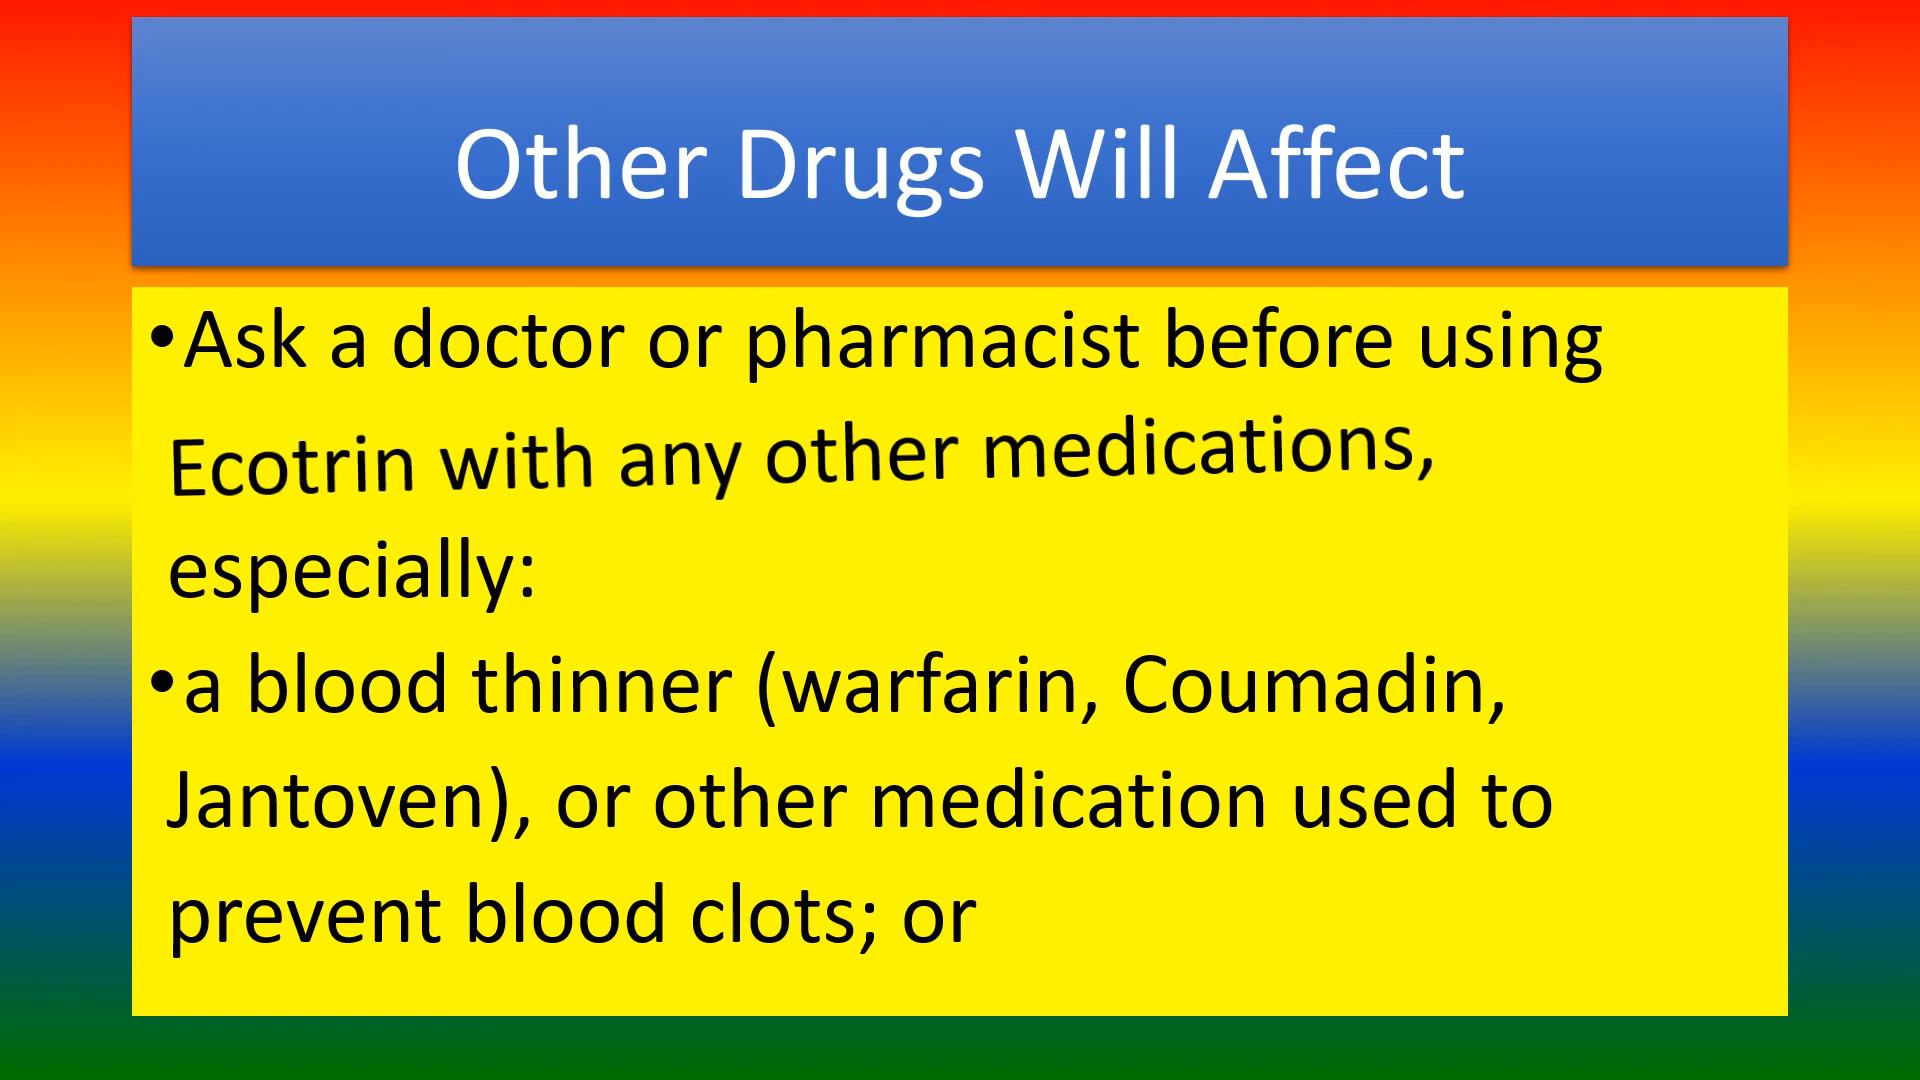 Other Drugs Will Affect
•Ask a doctor or pharmacist before using
Ecotrin with any other medications,
especially:
•a blood thinner (warfarin, Coumadin,
Jantoven), or other medication used to
prevent blood clots; or